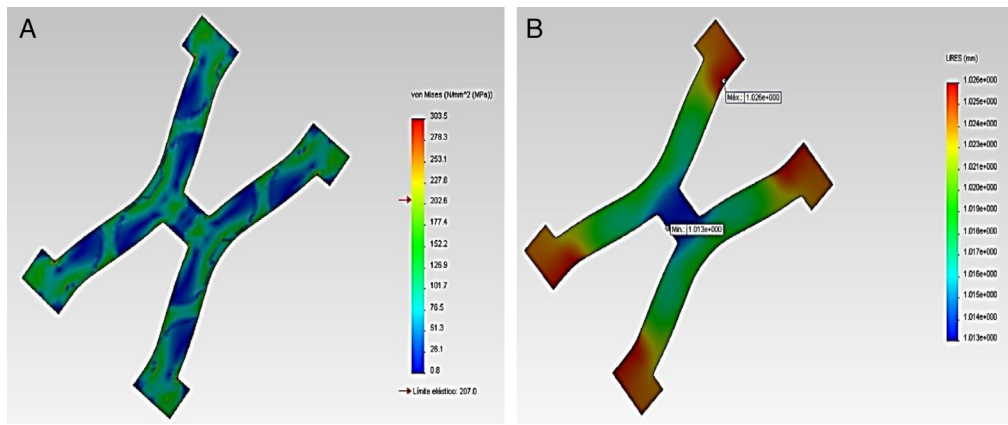 A
von Mises (N/mm^2 (MPa))
303.5
278.3
253.1
227.8
202.6
177.4
152.2
126.9
101.7
76.5
51.3
26.1
0.8
Límite elástico: 207.0
B
URES (mm)
1.026e+000
1.025e+000
1.024e+000
1.023e+000
1.022e+000
1.020e+000
1.019e+000
1.018e+000
1.017e+000
1.016e+000
1.015e+000
1.014e+000
1.013e+000
Máx.: 1.026e+000
Mín.: 1.013e+000